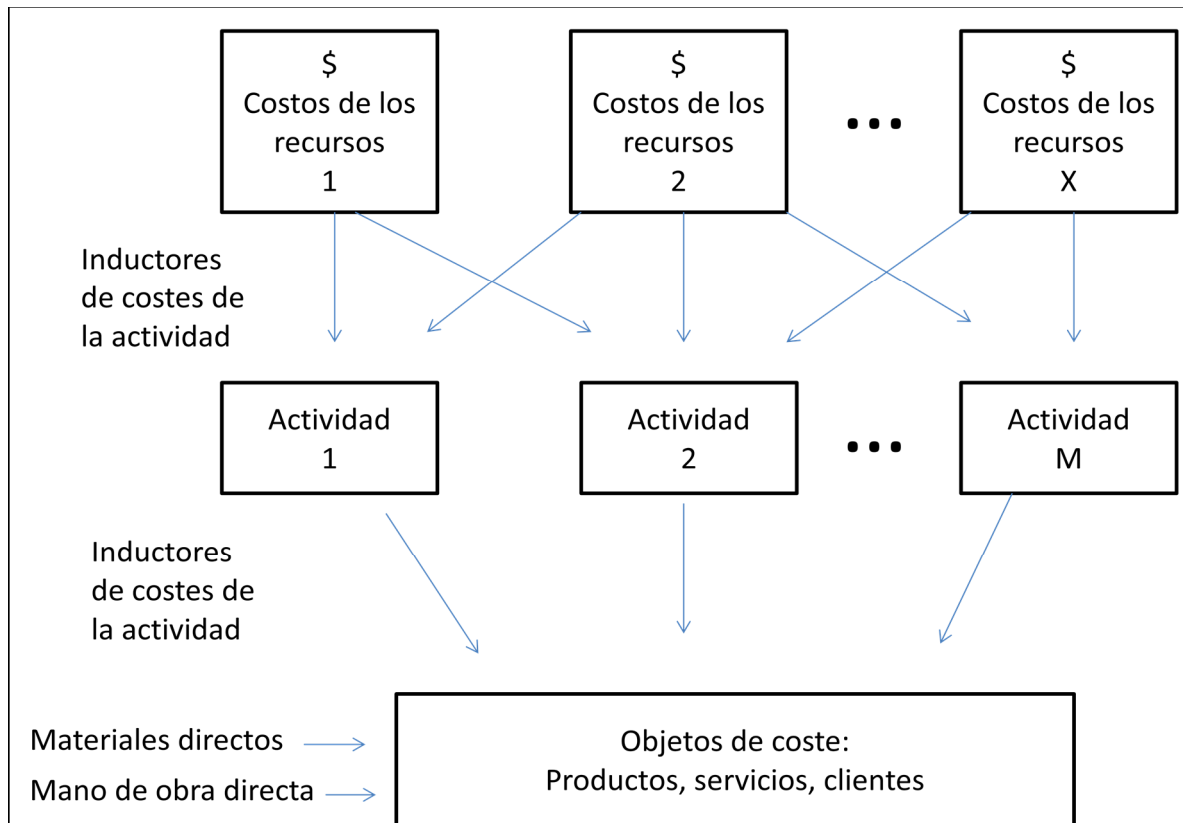 $
Costos de los
recursos
1
$
Costos de los
recursos
2
...
$
Costos de los
recursos
X
Inductores
de costes de
la actividad
Actividad
1
Actividad
2
...
Actividad
M
Inductores
de costes de
la actividad
Materiales directos
Mano de obra directa
Objetos de coste:
Productos, servicios, clientes